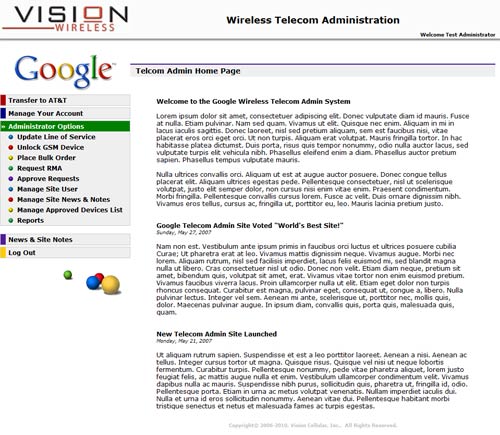 VISION
WIRELESS
Wireless Telecom Administration
Welcome Test Administrator
Google
Telcom Admin Home Page
Transfer to AT&T
Manage Your Account
Administrator Options
Update Line of Service
Unlock GSM Device
Place Bulk Order
Request RMA
Approve Requests
Manage Site User
Manage Site News & Notes
Manage Approved Devices List
Reports
News & Site Notes
Log Out
Welcome to the Google Wireless Telecom Admin System
Lorem ipsum dolor sit amet, consectetuer adipiscing elit. Donec vulputate diam id mauris. Fusce
at nulla. Etiam pulvinar. Nam sed quam. Vivamus ut elit. Quisque nec enim. Aliquam in mi in
lacus iaculis sagittis. Donec laoreet, nisl sed pretium aliquam, sem est faucibus nisi, vitae
placerat eros orci eget orco. Ut non turpis. Aliquam erat volutpat. Mauris fringilla tortor. In hac
habitasse platea dictumst. Duis porta, risus quis tempor nonummy, odio nulla auctor lacus, sed
vulputate turpis elit vehicula nibh. Phasellus eleifend enim a diam. Phasellus auctor pretium
sapien. Phasellus tempus vulputate mauris.
Nulla ultrices convallis orci. Aliquam ut est at augue auctor posuere. Donec congue tellus
placerat elit. Aliquam ultrices egestas pede. Pellentesque consectetuer, nisl ut scelerisque
volutpat, justo elit semper dolor, non cursus nisi enim vitae enim. Praesent condimentum.
Morbi fringilla. Pellentesque convallis cursus lorem. Fusce ac velit. Duis ornare dignissim nibh.
Vivamus eros tellus, cursus ac, fringilla ut, porttitor eu, leo. Mauris lacinia pretium justo.
Google Telecom Admin Site Voted "World's Best Site!"
Sunday, May 27, 2007
Nam non est. Vestibulum ante ipsum primis in faucibus orci luctus et ultrices posuere cubilia
Curae; Ut pharetra erat at leo. Vivamus mattis dignissim neque. Vivamus augue. Morbi nec
lorem. Aliquam rutrum, nisl sed facilisis imperdiet, lacus felis euismod mi, sed blandit magna
nulla ut libero. Cras consectetuer nisl ut odio. Donec non velit. Etiam diam neque, pretium sit
amet, bibendum quis, volutpat sit amet, erat. Vivamus vitae tortor non enim euismod pretium.
Vivamus faucibus viverra lacus. Proin ullamcorper nulla ut elit. Etiam eget dolor non turpis
rhoncus consequat. Curabitur est magna, pulvinar eget, consequat ut, congue a, libero. Nulla
pulvinar lectus. Integer vel sem. Aenean mi ante, scelerisque ut, porttitor nec, mollis quis,
dolor. Maecenas pulvinar augue. In ipsum diam, convallis quis, porta quis, malesuada quis,
quam.
New Telecom Admin Site Launched
Monday, May 21, 2007
Ut aliquam rutrum sapien. Suspendisse et est a leo porttitor laoreet. Aenean a nisi. Aenean ac
tellus. Integer cursus tortor ut magna. Quisque risus. Quisque vel nisi ut neque lobortis
fermentum. Curabitur turpis. Pellentesque nonummy, pede vitae pharetra aliquet, lorem justo
feugiat felis, ac mattis augue nulla et enim. Vestibulum ullamcorper condimentum velit. Vivamus
dapibus nulla ac mauris. Suspendisse nibh purus, sollicitudin quis, pharetra ut, fringilla id, odio.
Pellentesque porta. Etiam in urna ac metus volutpat venenatis. Nullam imperdiet iaculis dui.
Nulla et urna id eros sollicitudin nonummy. Aenean vitae dui. Pellentesque habitant morbi
tristique senectus et netus et malesuada fames ac turpis egestas.
Copyright© 2006-2010. Vision Cellular, Inc.. All Rights Reserved.